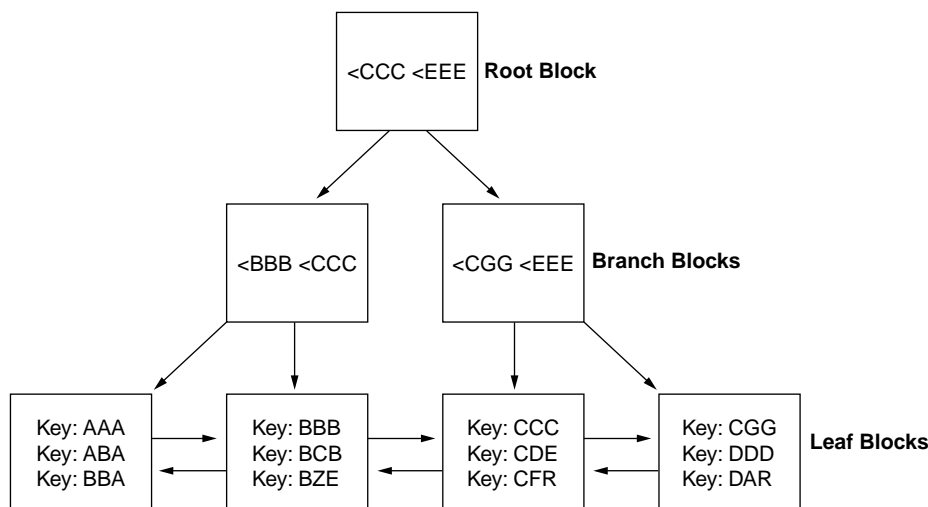 <CCC <EEE
Root Block
<BBB <CCC
<CGG <EEE
Branch Blocks
Key: AAA
Key: ABA
Key: BBA
Key: BBB
Key: BCB
Key: BZE
Key: CCC
Key: CDE
Key: CFR
Key: CGG
Key: DDD
Key: DAR
Leaf Blocks